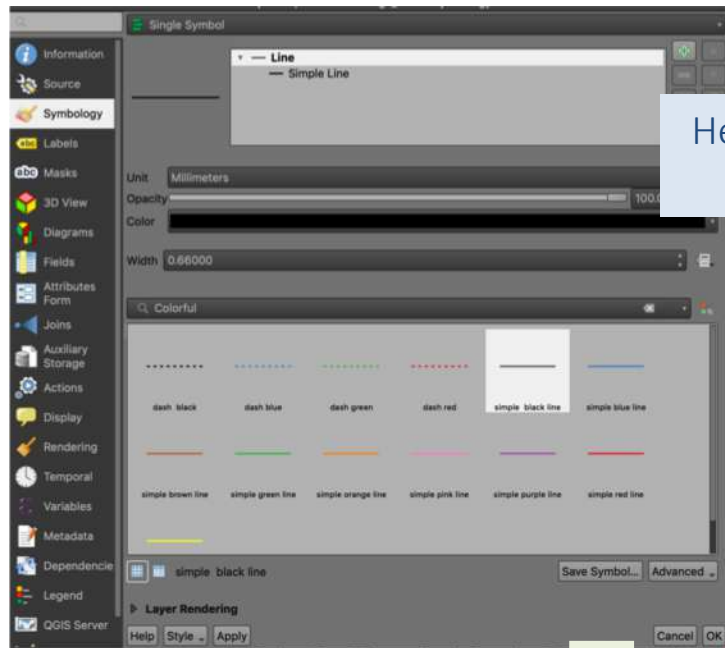 Single Symbol
Information
Source
Symbology
Labels
Masks
3D View
Diagrams
Fields
Attributes
Form
Joins
Auxiliary
Storage
Actions
Display
Rendering
Temporal
Variables
Metadata
Dependencie
Legend
QGIS Server
Line
Simple Line
He
Unit Millimeters
Opacity 100.0
Color
Width 0.66000
Colorful
dash black dash blue dash green dash red simple black line simple blue line
simple brown line simple green line simple orange line simple pink line simple purple line simple red line
simple black line Save Symbol... Advanced
Layer Rendering
Help Style Apply Cancel OK